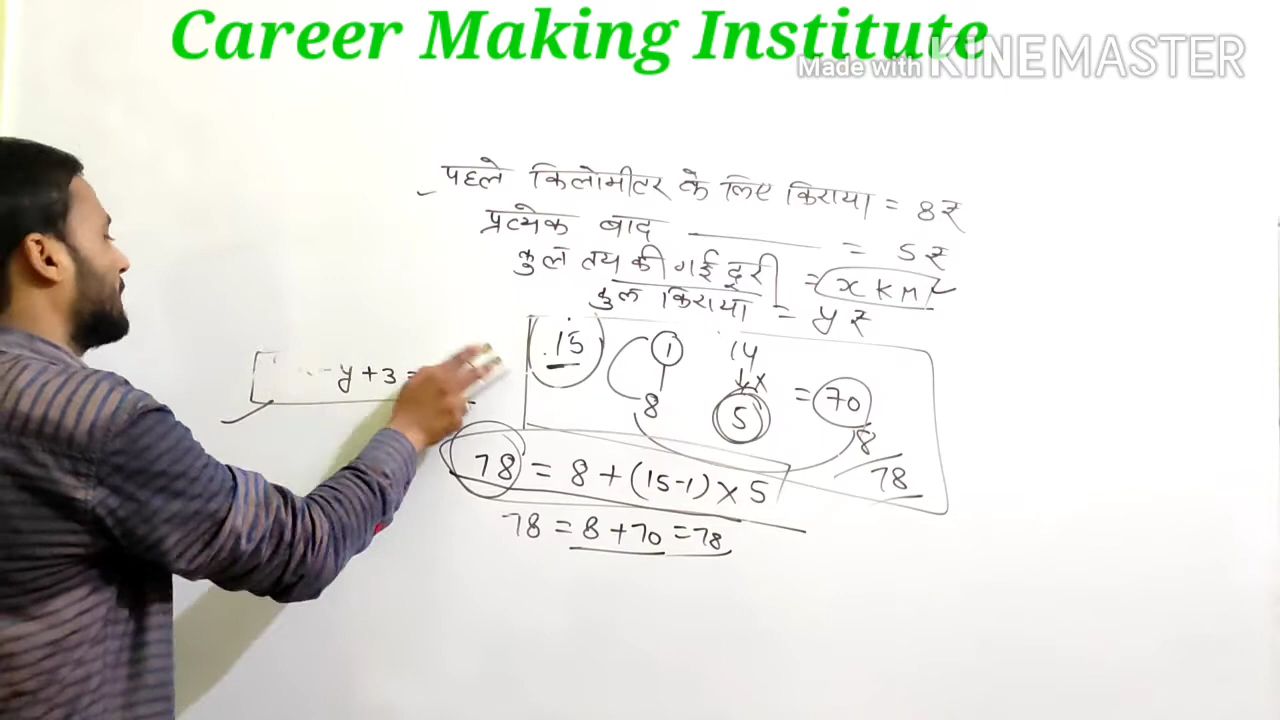 Career Making Institute
Made with KINEMASTER
पहले किलोमीटर के लिए किराया = 8₹
प्रत्येक बाद ______ = 5₹
कुल तय की गई दूरी = x KM
कुल किराया = y₹
15 1 14
- y + 3 =
8 5 × = 70
8
78
78 = 8 + (15-1) × 5
78 = 8 + 70 = 78